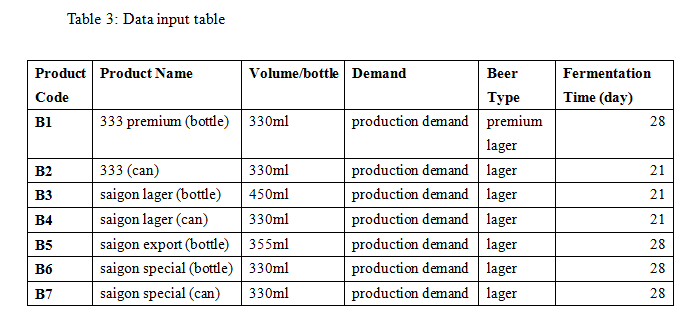 Table 3: Data input table
Product Code Product Name Volume/bottle Demand Beer Type Fermentation Time (day)
B1 333 premium (bottle) 330ml production demand premium lager 28
B2 333 (can) 330ml production demand lager 21
B3 saigon lager (bottle) 450ml production demand lager 21
B4 saigon lager (can) 330ml production demand lager 21
B5 saigon export (bottle) 355ml production demand lager 28
B6 saigon special (bottle) 330ml production demand lager 28
B7 saigon special (can) 330ml production demand lager 28